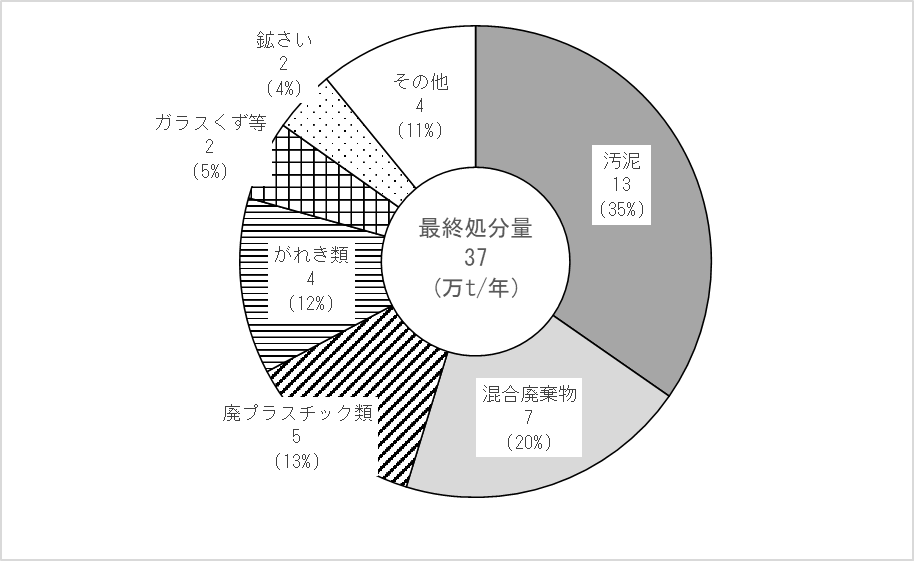 鉱さい
2
(4%)
その他
4
(11%)
ガラスくず等
2
(5%)
汚泥
13
(35%)
最終処分量
37
(万t/年)
がれき類
4
(12%)
混合廃棄物
7
(20%)
廃プラスチック類
5
(13%)